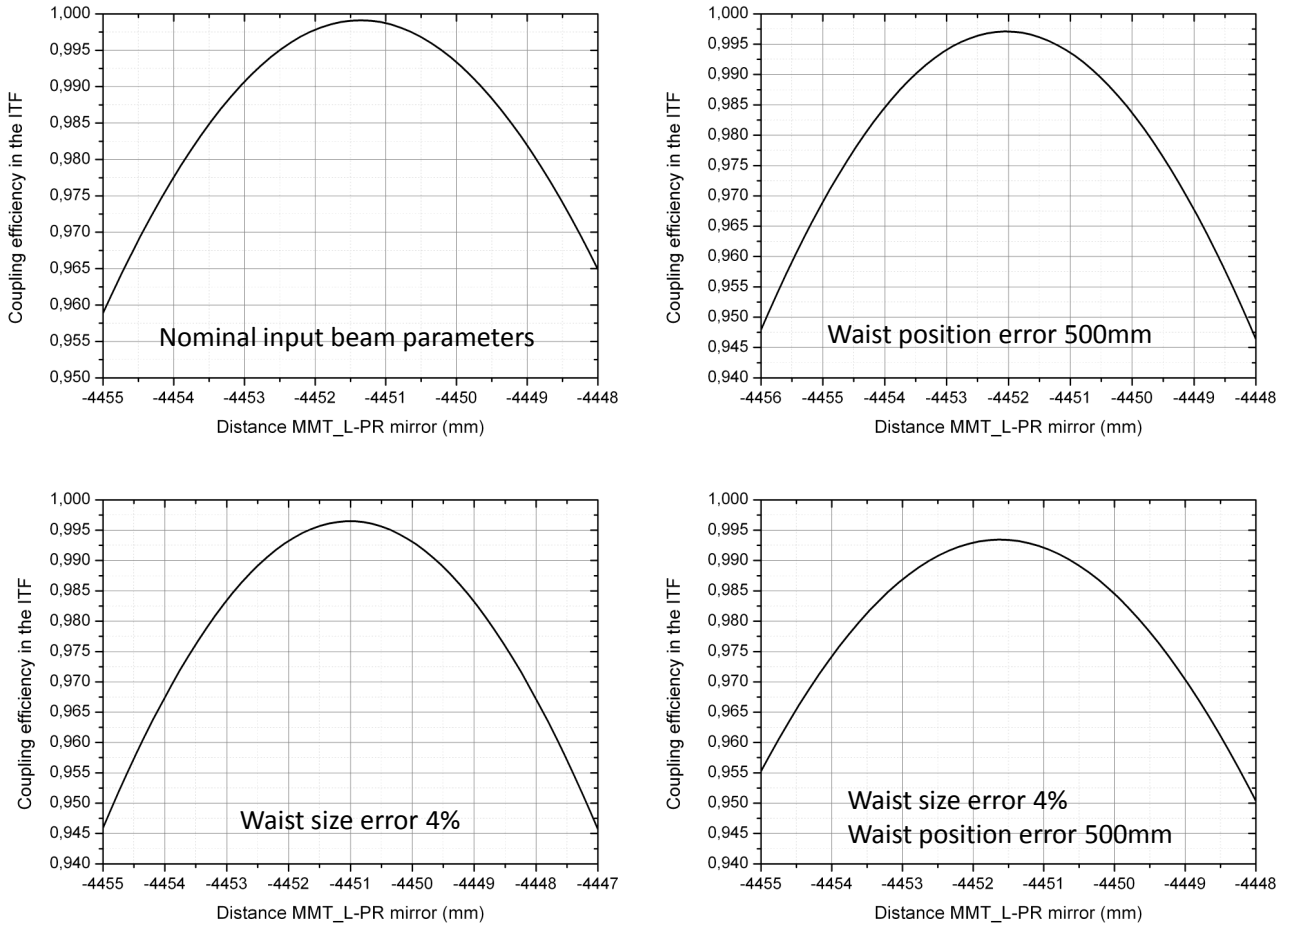 1,000
0,995
0,990
0,985
0,980
0,975
0,970
0,965
0,960
0,955
0,950
Coupling efficiency in the ITF
Nominal input beam parameters
-4455 -4454 -4453 -4452 -4451 -4450 -4449 -4448
Distance MMT_L-PR mirror (mm)
1,000
0,995
0,990
0,985
0,980
0,975
0,970
0,965
0,960
0,955
0,950
0,945
0,940
Coupling efficiency in the ITF
Waist position error 500mm
-4456 -4455 -4454 -4453 -4452 -4451 -4450 -4449 -4448
Distance MMT_L-PR mirror (mm)
1,000
0,995
0,990
0,985
0,980
0,975
0,970
0,965
0,960
0,955
0,950
0,945
0,940
Coupling efficiency in the ITF
Waist size error 4%
-4455 -4454 -4453 -4452 -4451 -4450 -4449 -4448 -4447
Distance MMT_L-PR mirror (mm)
1,000
0,995
0,990
0,985
0,980
0,975
0,970
0,965
0,960
0,955
0,950
0,945
0,940
Coupling efficiency in the ITF
Waist size error 4%
Waist position error 500mm
-4455 -4454 -4453 -4452 -4451 -4450 -4449 -4448
Distance MMT_L-PR mirror (mm)